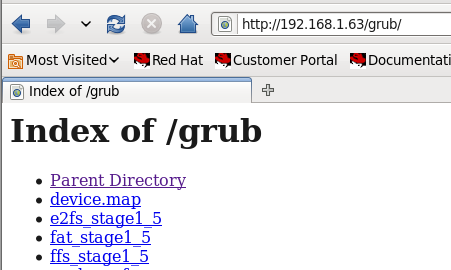 http://192.168.1.63/grub/
Most Visited Red Hat Customer Portal Documentati
Index of /grub
Index of /grub
Parent Directory
device.map
e2fs_stage1_5
fat_stage1_5
ffs_stage1_5